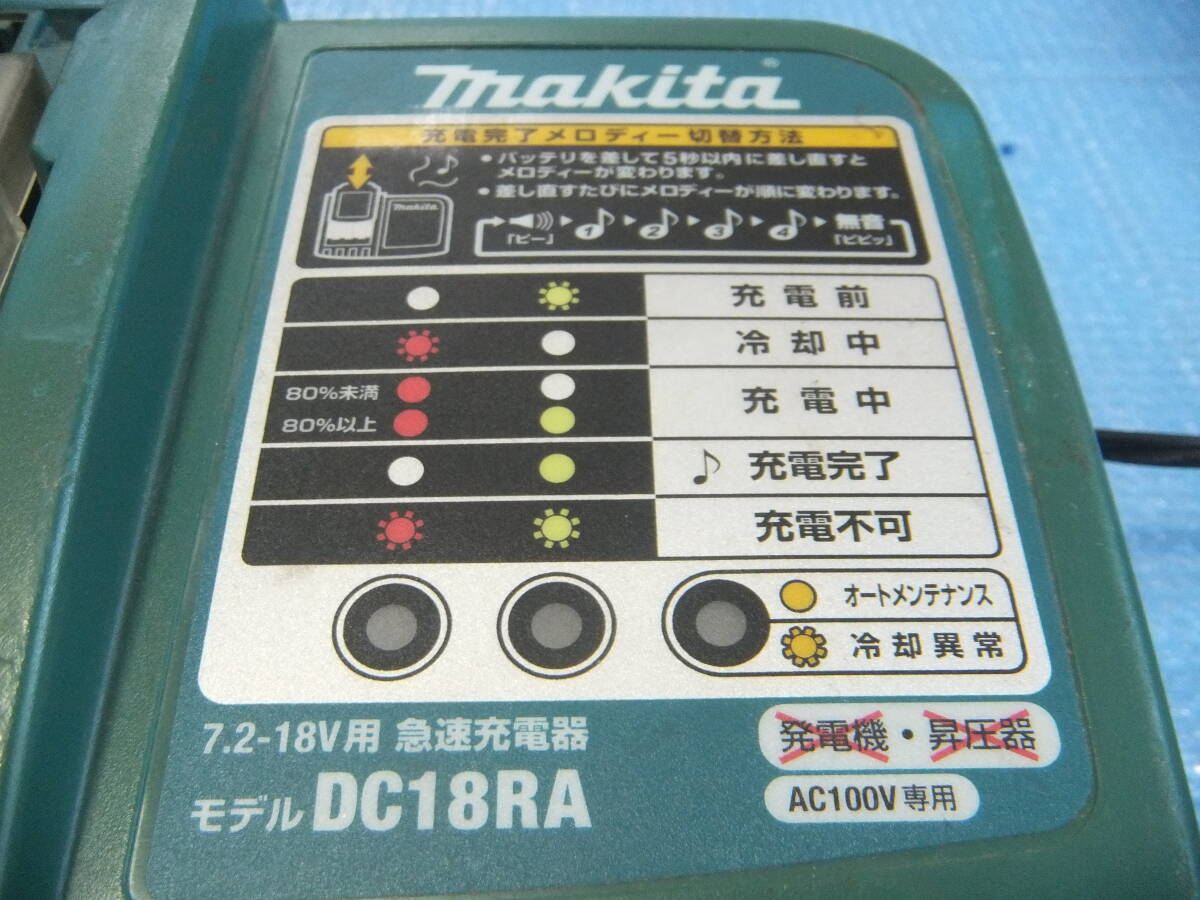 makita®
充電完了メロディー切替方法
• バッテリを差して5秒以内に差し直すと
メロディーが変わります。
• 差し直すたびにメロディーが順に変わります。
makita
1 2 3 4 無音
「ピー」 「ピピッ」
充電前
冷却中
80%未満
80%以上
充電中
充電完了
充電不可
オートメンテナンス
冷却異常
7.2-18V用 急速充電器
モデル DC18RA
発電機・昇圧器
AC100V専用